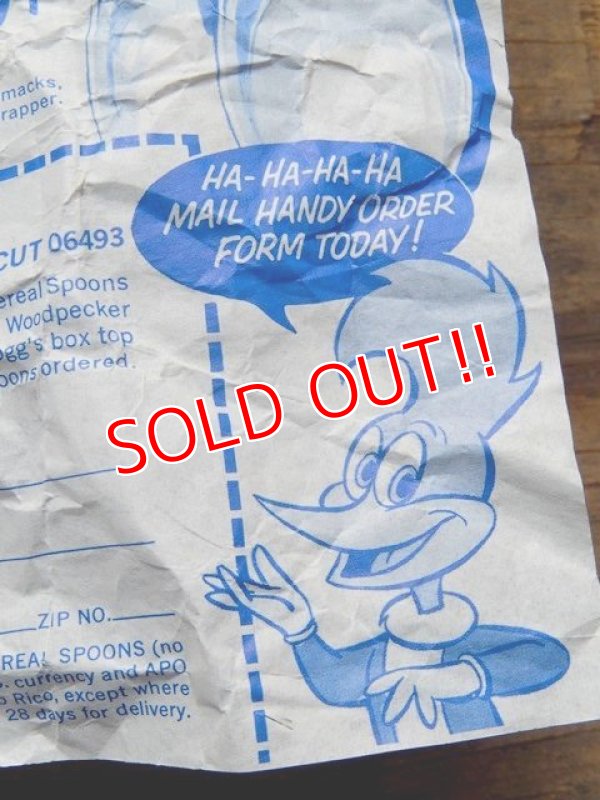 macks,
rapper.
HA-HA-HA-HA
MAIL HANDY ORDER
FORM TODAY!
CUT 06493
ereal Spoons
Woodpecker
ogg's box top
oons ordered.
SOLD OUT!!
ZIP NO.
REAL SPOONS (no
s. currency and APO
o Rico, except where
28 days for delivery.